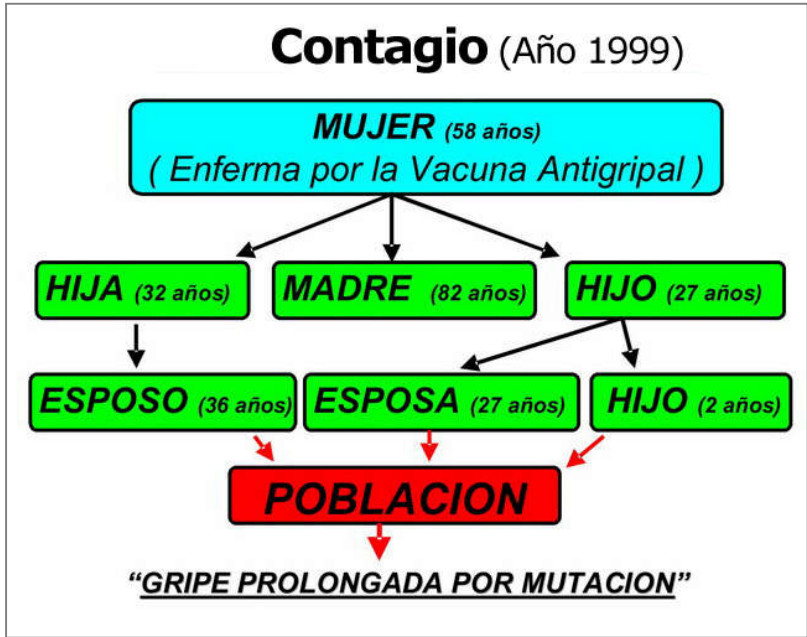 Contagio (Año 1999)
MUJER (58 años)
( Enferma por la Vacuna Antigripal )
HIJA (32 años)
MADRE (82 años)
HIJO (27 años)
ESPOSO (36 años)
ESPOSA (27 años)
HIJO (2 años)
POBLACION
“GRIPE PROLONGADA POR MUTACION”